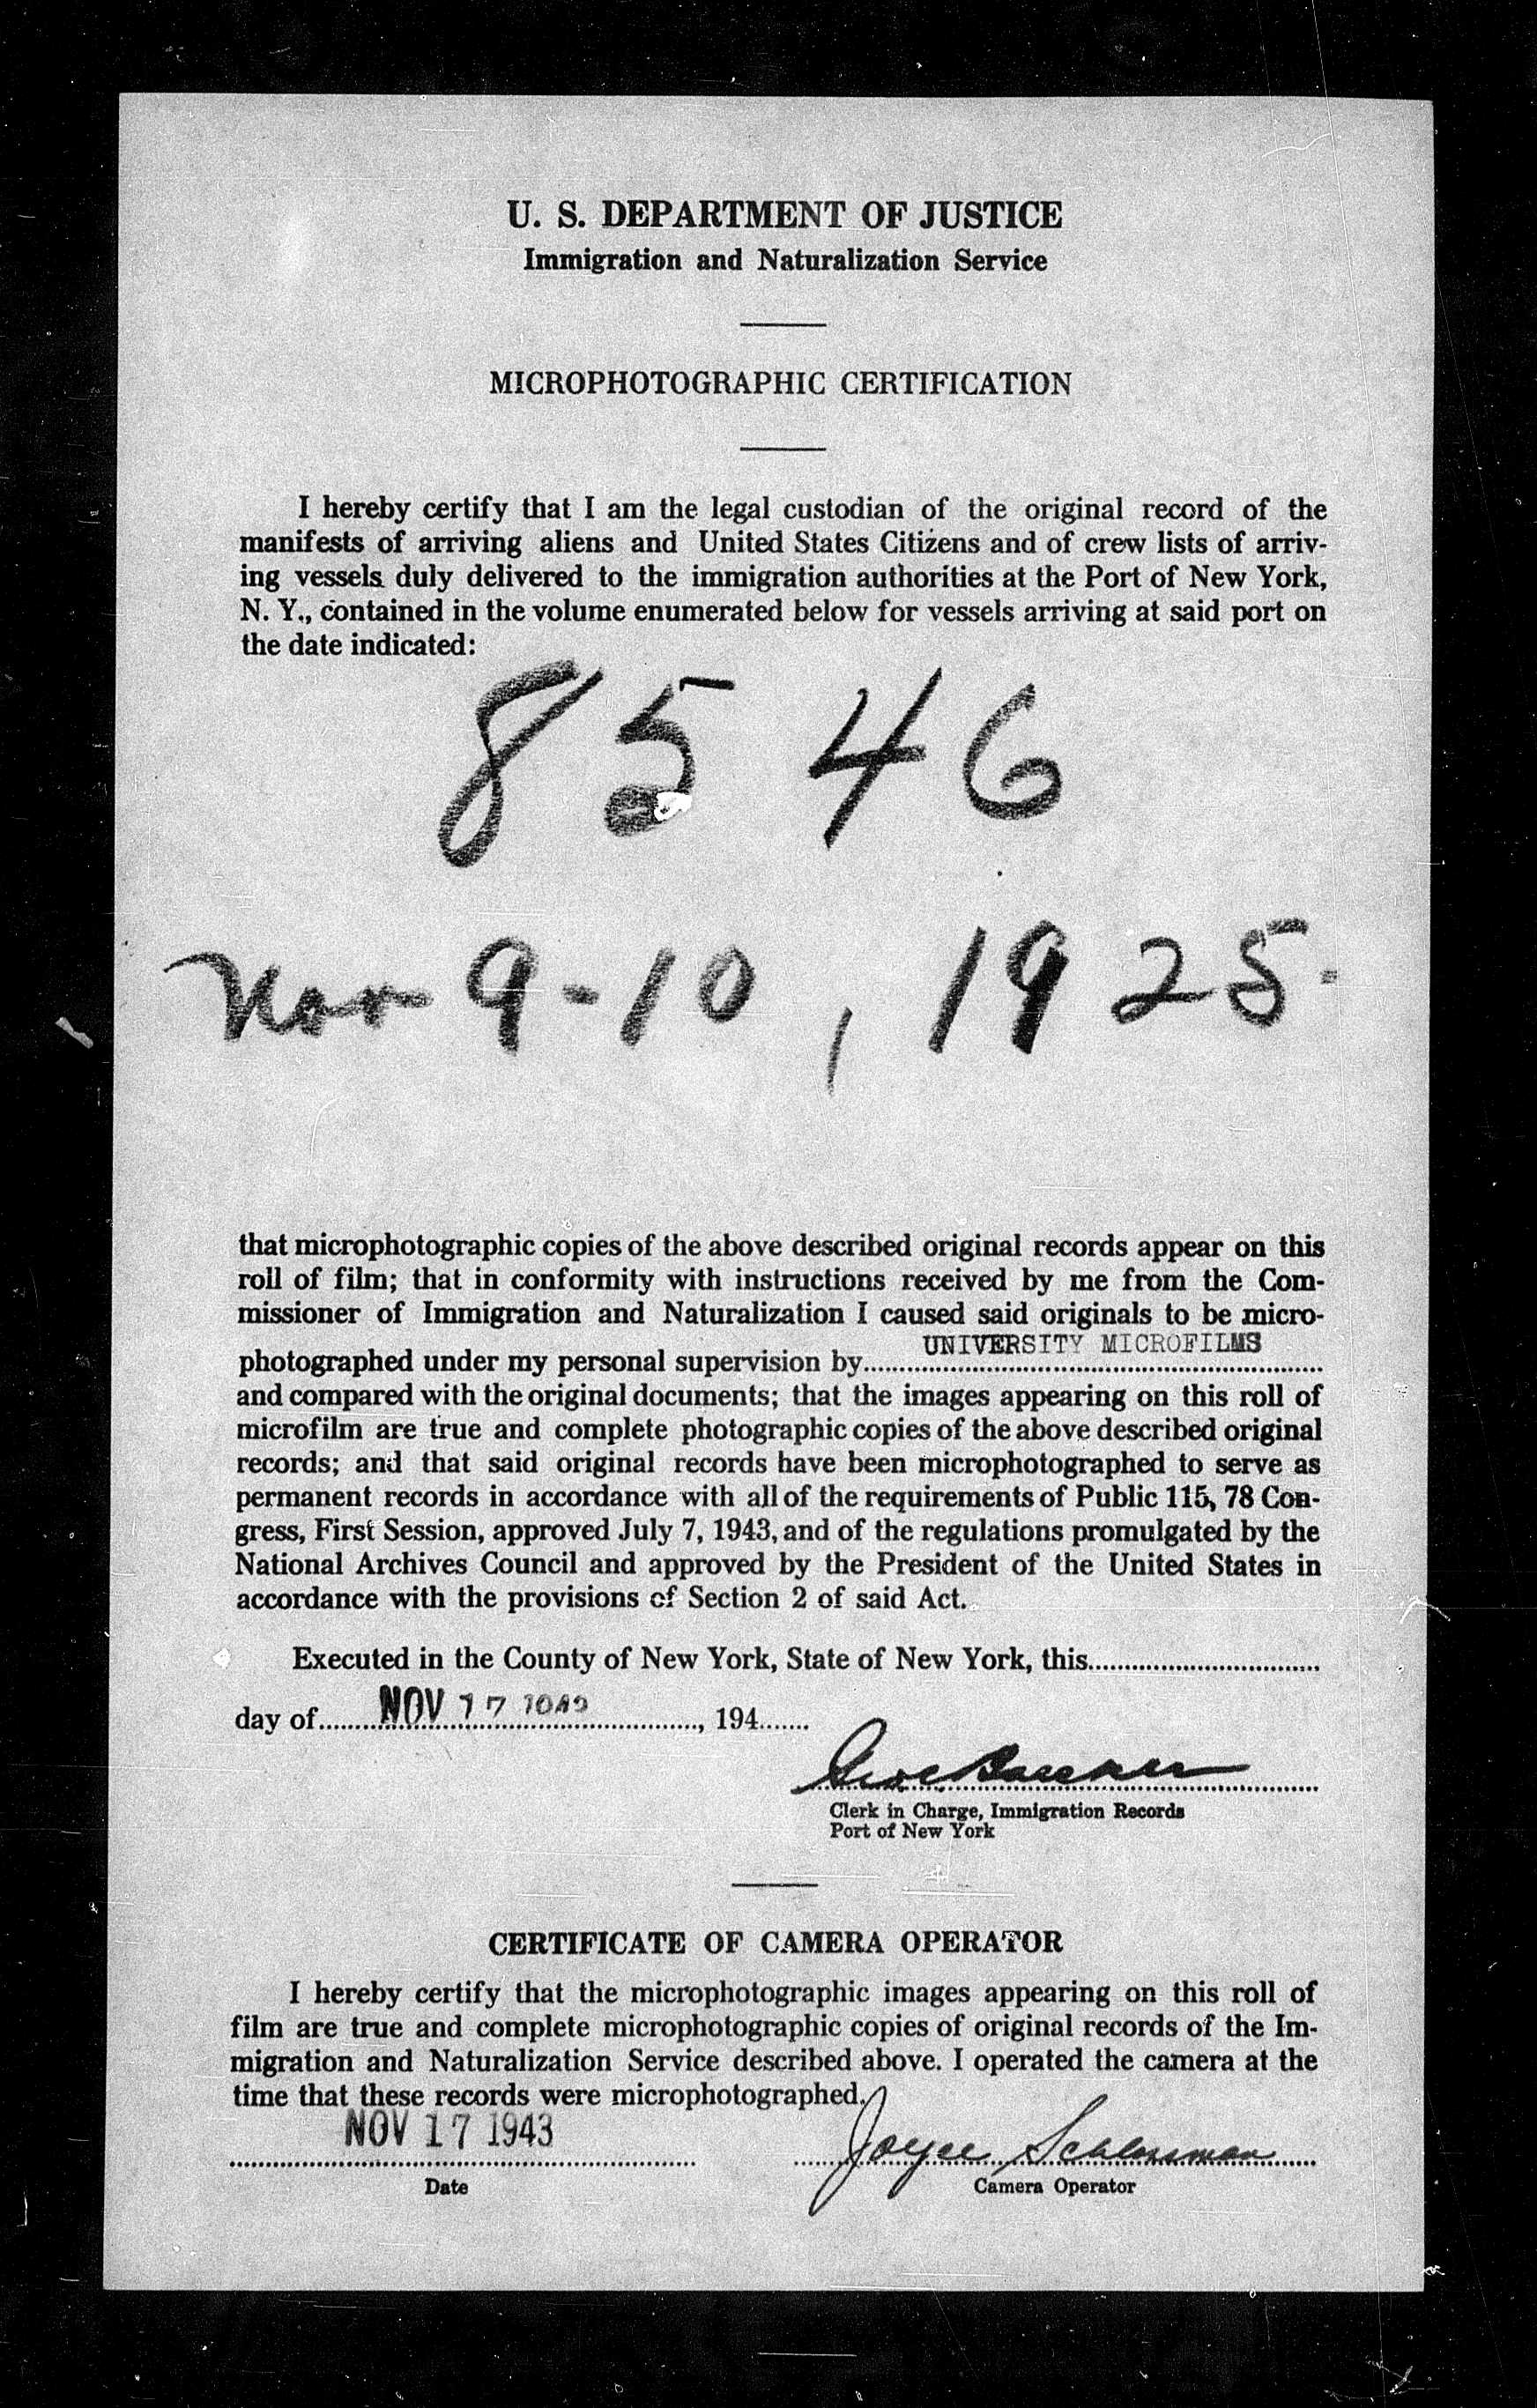 U. S. DEPARTMENT OF JUSTICE
Immigration and Naturalization Service
MICROPHOTOGRAPHIC CERTIFICATION
I hereby certify that I am the legal custodian of the original record of the
manifests of arriving aliens and United States Citizens and of crew lists of arriv-
ing vessels duly delivered to the immigration authorities at the Port of New York,
N. Y., contained in the volume enumerated below for vessels arriving at said port on
the date indicated:
8546
Nov 9-10, 1925.
that microphotographic copies of the above described original records appear on this
roll of film; that in conformity with instructions received by me from the Com-
missioner of Immigration and Naturalization I caused said originals to be micro-
photographed under my personal supervision by UNIVERSITY MICROFILMS
and compared with the original documents; that the images appearing on this roll of
microfilm are true and complete photographic copies of the above described original
records; and that said original records have been microphotographed to serve as
permanent records in accordance with all of the requirements of Public 115, 78 Con-
gress, First Session, approved July 7, 1943, and of the regulations promulgated by the
National Archives Council and approved by the President of the United States in
accordance with the provisions of Section 2 of said Act.
Executed in the County of New York, State of New York, this
day of NOV 17 1943, 194
Clerk in Charge, Immigration Records
Port of New York
CERTIFICATE OF CAMERA OPERATOR
I hereby certify that the microphotographic images appearing on this roll of
film are true and complete microphotographic copies of original records of the Im-
migration and Naturalization Service described above. I operated the camera at the
time that these records were microphotographed.
NOV 17 1943 Joyce Schlossman
Date Camera Operator